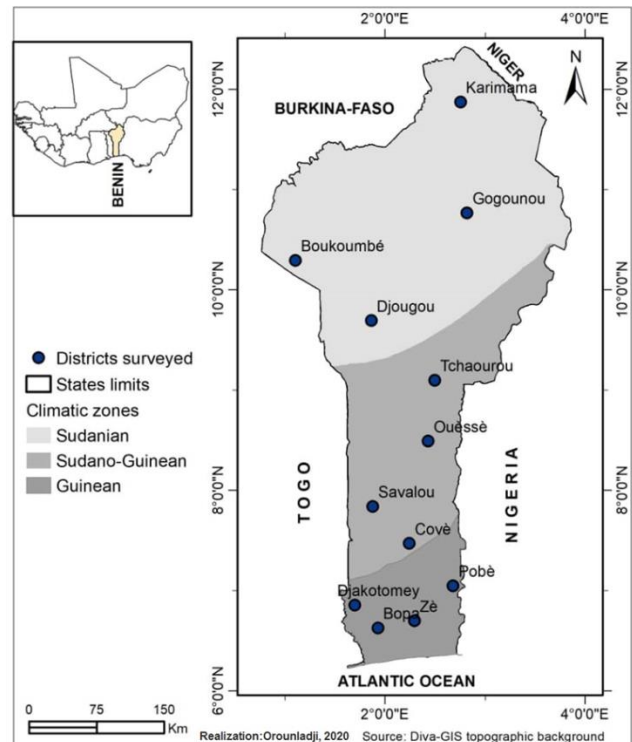 2°0'0"E
4°0'0"E
BENIN
NIGER
N
12°0'0"N
Karimama
BURKINA-FASO
Gogounou
Boukoumbé
10°0'0"N
10°0'0"N
Djougou
Districts surveyed
States limits
Climatic zones
Sudanian
Sudano-Guinean
Guinean
Tchaourou
Ouèssè
TOGO
NIGERIA
8°0'0"N
8°0'0"N
Savalou
Covè
Pobè
Djakotomey
Zè
Bopa
ATLANTIC OCEAN
6°0'0"N
6°0'0"N
12°0'0"N
0 75 150
Km
Realization:Orounladji, 2020 Source: Diva-GIS topographic background
2°0'0"E
4°0'0"E